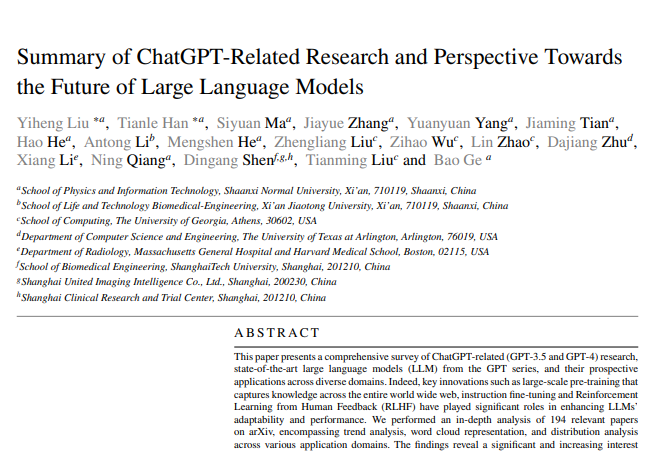 Summary of ChatGPT-Related Research and Perspective Towards
the Future of Large Language Models
Yiheng Liu *a, Tianle Han *a, Siyuan Maa, Jiayue Zhanga, Yuanyuan Yanga, Jiaming Tiana,
Hao Hea, Antong Lib, Mengshen Hea, Zhengliang Liuc, Zihao Wuc, Lin Zhaoc, Dajiang Zhud,
Xiang Lie, Ning Qianga, Dingang Shenf,g,h, Tianming Liuc and Bao Ge a
aSchool of Physics and Information Technology, Shaanxi Normal University, Xi'an, 710119, Shaanxi, China
bSchool of Life and Technology Biomedical-Engineering, Xi'an Jiaotong University, Xi'an, 710119, Shaanxi, China
cSchool of Computing, The University of Georgia, Athens, 30602, USA
dDepartment of Computer Science and Engineering, The University of Texas at Arlington, Arlington, 76019, USA
eDepartment of Radiology, Massachusetts General Hospital and Harvard Medical School, Boston, 02115, USA
fSchool of Biomedical Engineering, ShanghaiTech University, Shanghai, 201210, China
gShanghai United Imaging Intelligence Co., Ltd., Shanghai, 200230, China
hShanghai Clinical Research and Trial Center, Shanghai, 201210, China
ABSTRACT
This paper presents a comprehensive survey of ChatGPT-related (GPT-3.5 and GPT-4) research,
state-of-the-art large language models (LLM) from the GPT series, and their prospective
applications across diverse domains. Indeed, key innovations such as large-scale pre-training that
captures knowledge across the entire world wide web, instruction fine-tuning and Reinforcement
Learning from Human Feedback (RLHF) have played significant roles in enhancing LLMs'
adaptability and performance. We performed an in-depth analysis of 194 relevant papers
on arXiv, encompassing trend analysis, word cloud representation, and distribution analysis
across various application domains. The findings reveal a significant and increasing interest